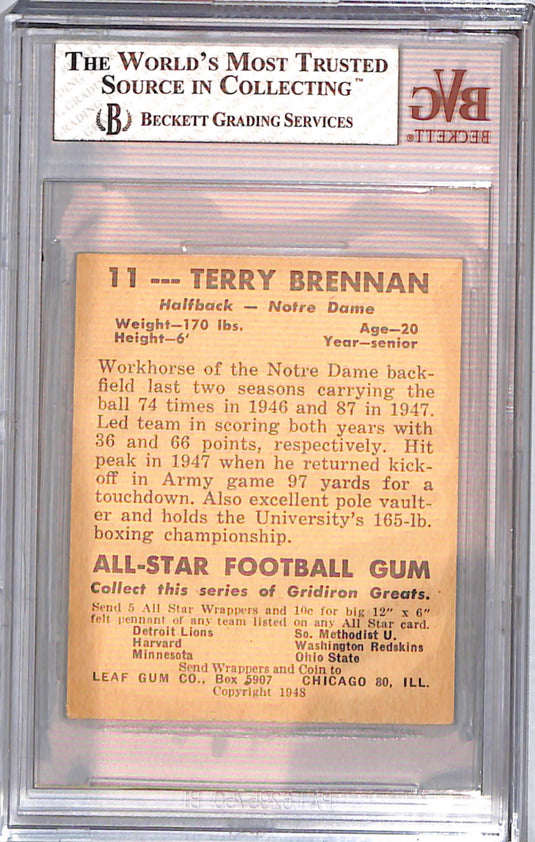 THE WORLD'S MOST TRUSTED
SOURCE IN COLLECTING™
B BECKETT GRADING SERVICES
BVG
BECKETT®
11 --- TERRY BRENNAN
Halfback — Notre Dame
Weight—170 lbs. Age—20
Height—6' Year—senior
Workhorse of the Notre Dame back-
field last two seasons carrying the
ball 74 times in 1946 and 87 in 1947.
Led team in scoring both years with
36 and 66 points, respectively. Hit
peak in 1947 when he returned kick-
off in Army game 97 yards for a
touchdown. Also excellent pole vault-
er and holds the University's 165-lb.
boxing championship.
ALL-STAR FOOTBALL GUM
Collect this series of Gridiron Greats.
Send 5 All Star Wrappers and 10c for big 12" x 6"
felt pennant of any team listed on any All Star card.
Detroit Lions So. Methodist U.
Harvard Washington Redskins
Minnesota Ohio State
Send Wrappers and Coin to
LEAF GUM CO., Box 5907 CHICAGO 80, ILL.
Copyright 1948